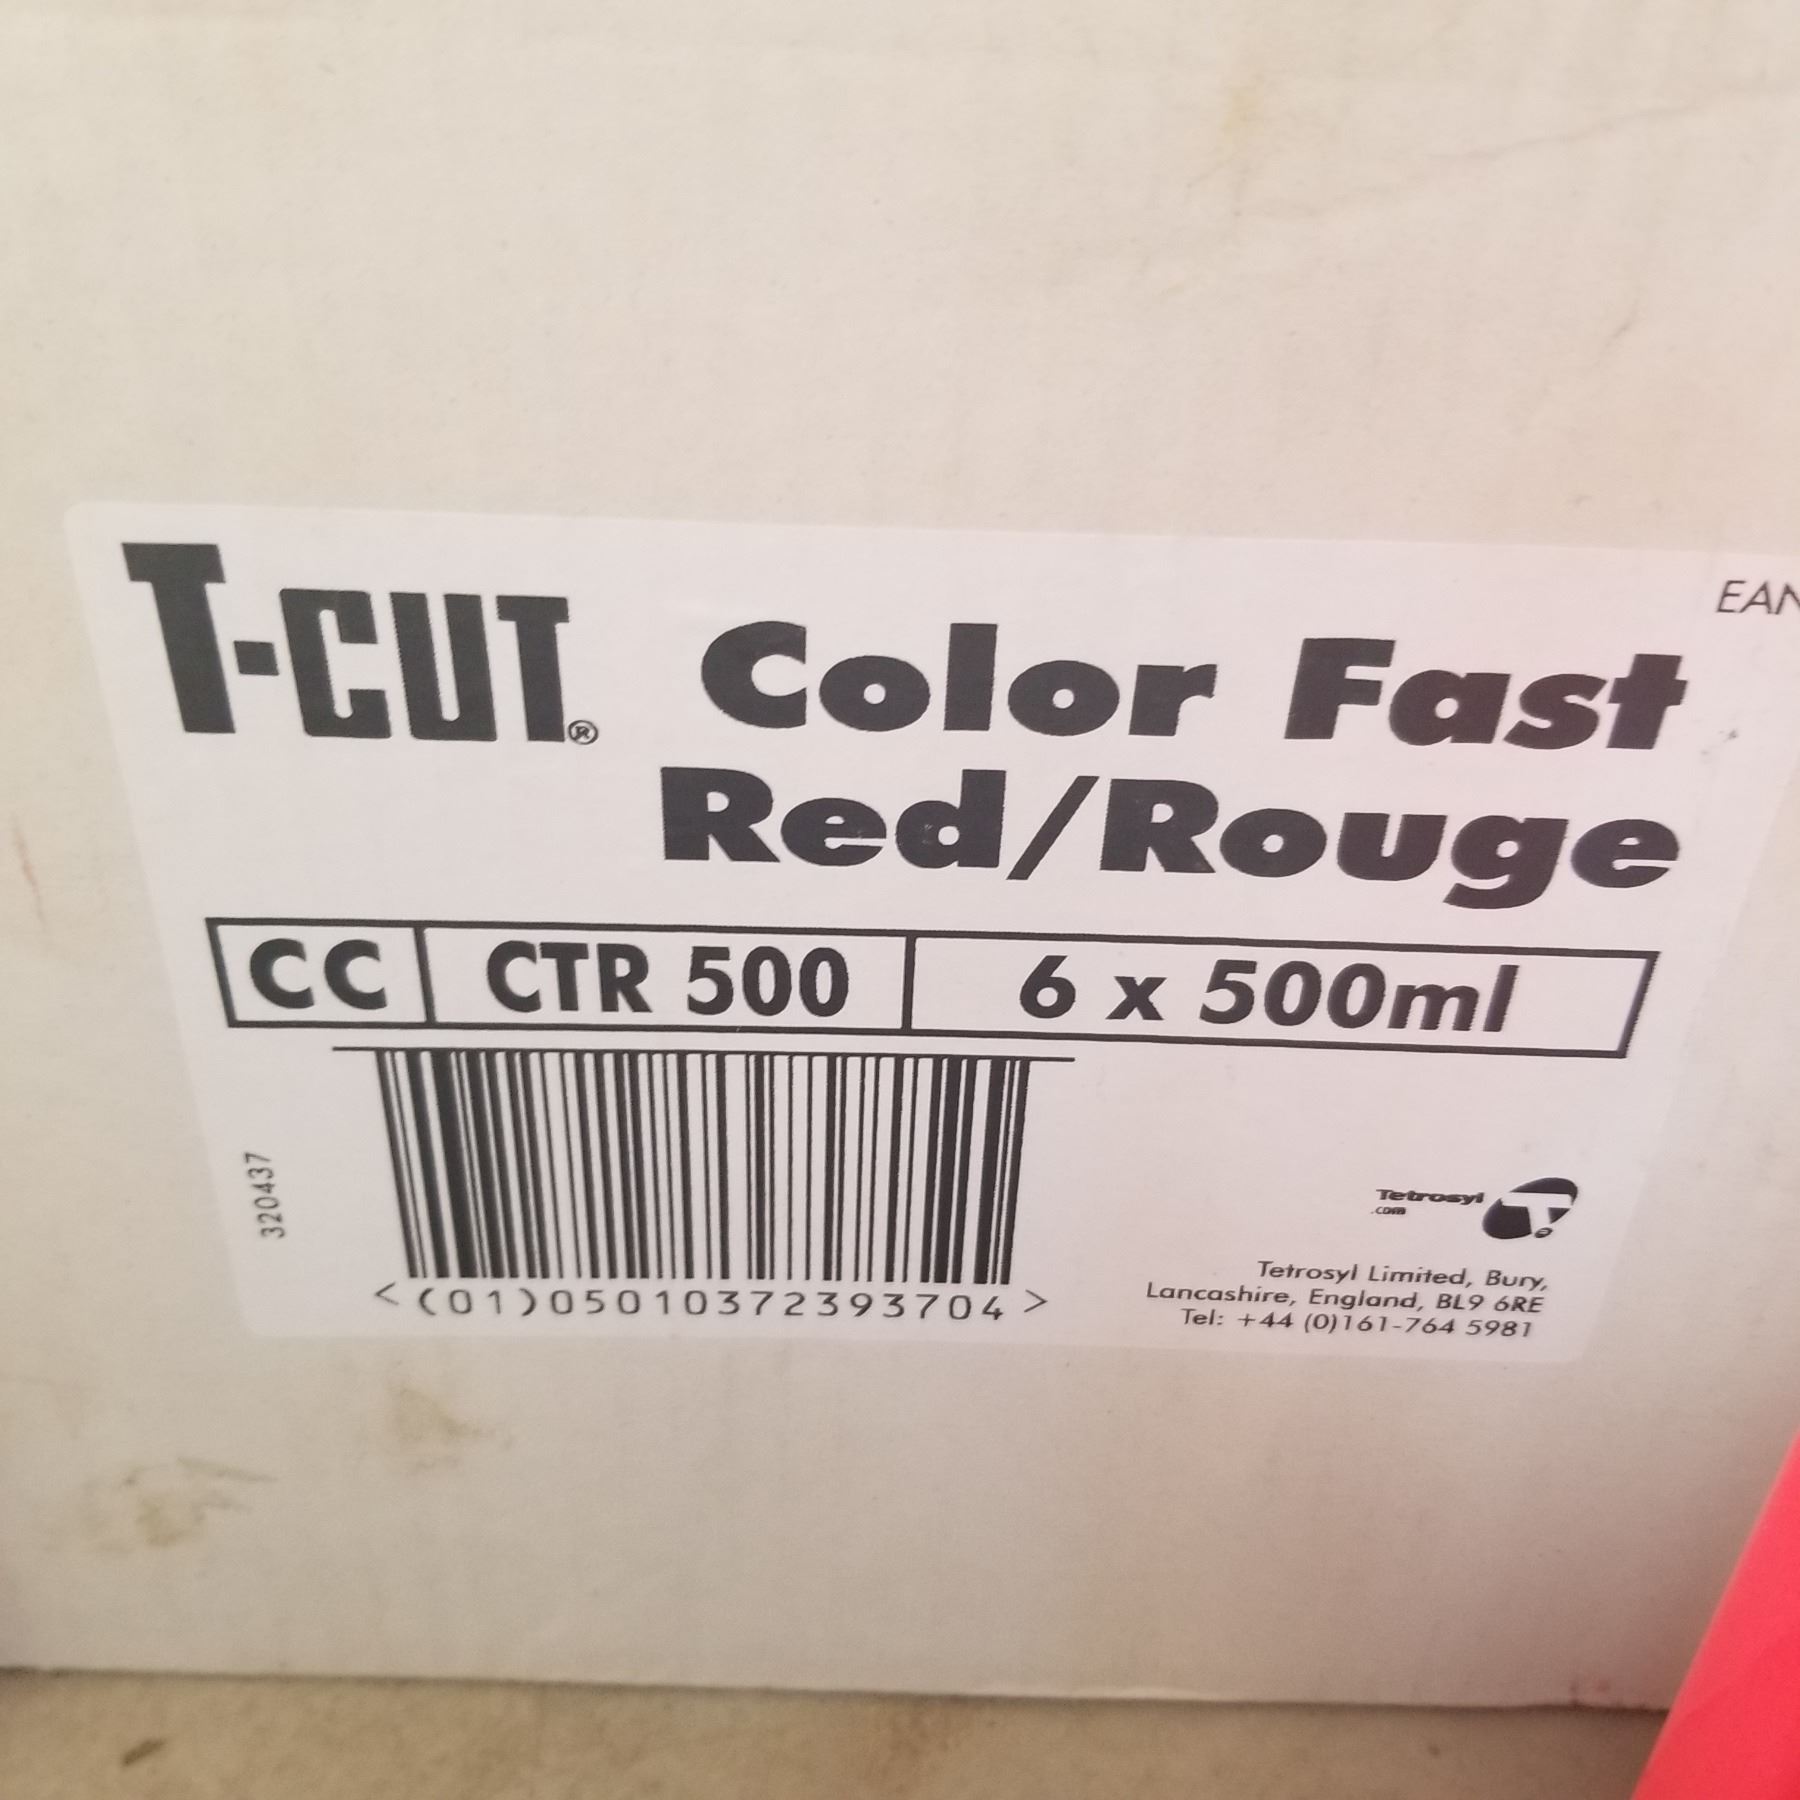 T-CUT® Color Fast
Red/Rouge
EAN
CC CTR 500 6 x 500ml
320437
<(01)05010372393704>
Tetrosyl
.com
T
Tetrosyl Limited, Bury,
Lancashire, England, BL9 6RE
Tel: +44 (0)161-764 5981